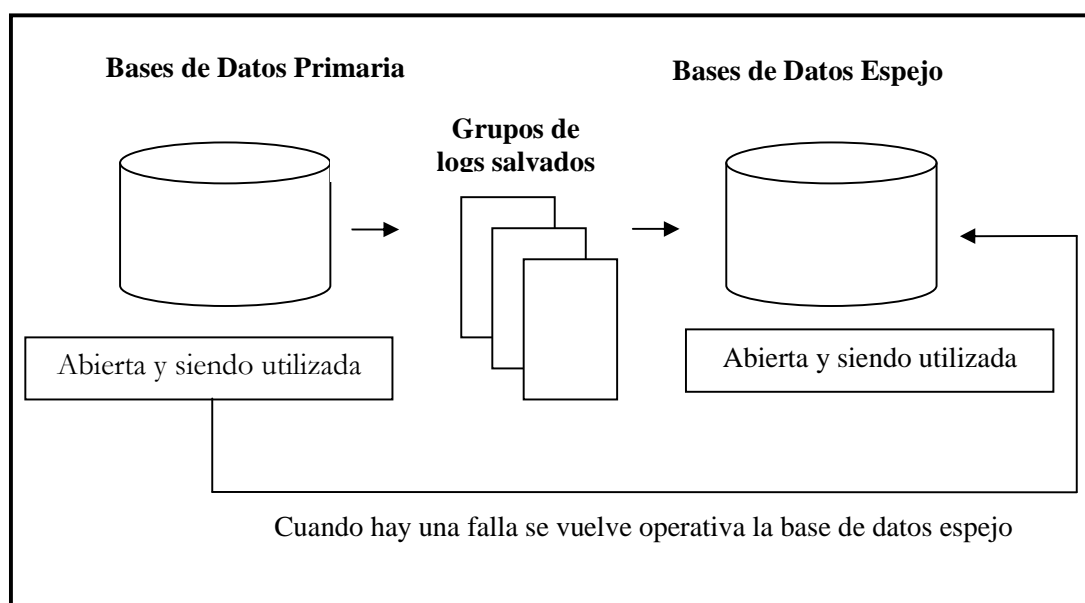 Bases de Datos Primaria
Bases de Datos Espejo
Grupos de
logs salvados
Abierta y siendo utilizada
Abierta y siendo utilizada
Cuando hay una falla se vuelve operativa la base de datos espejo